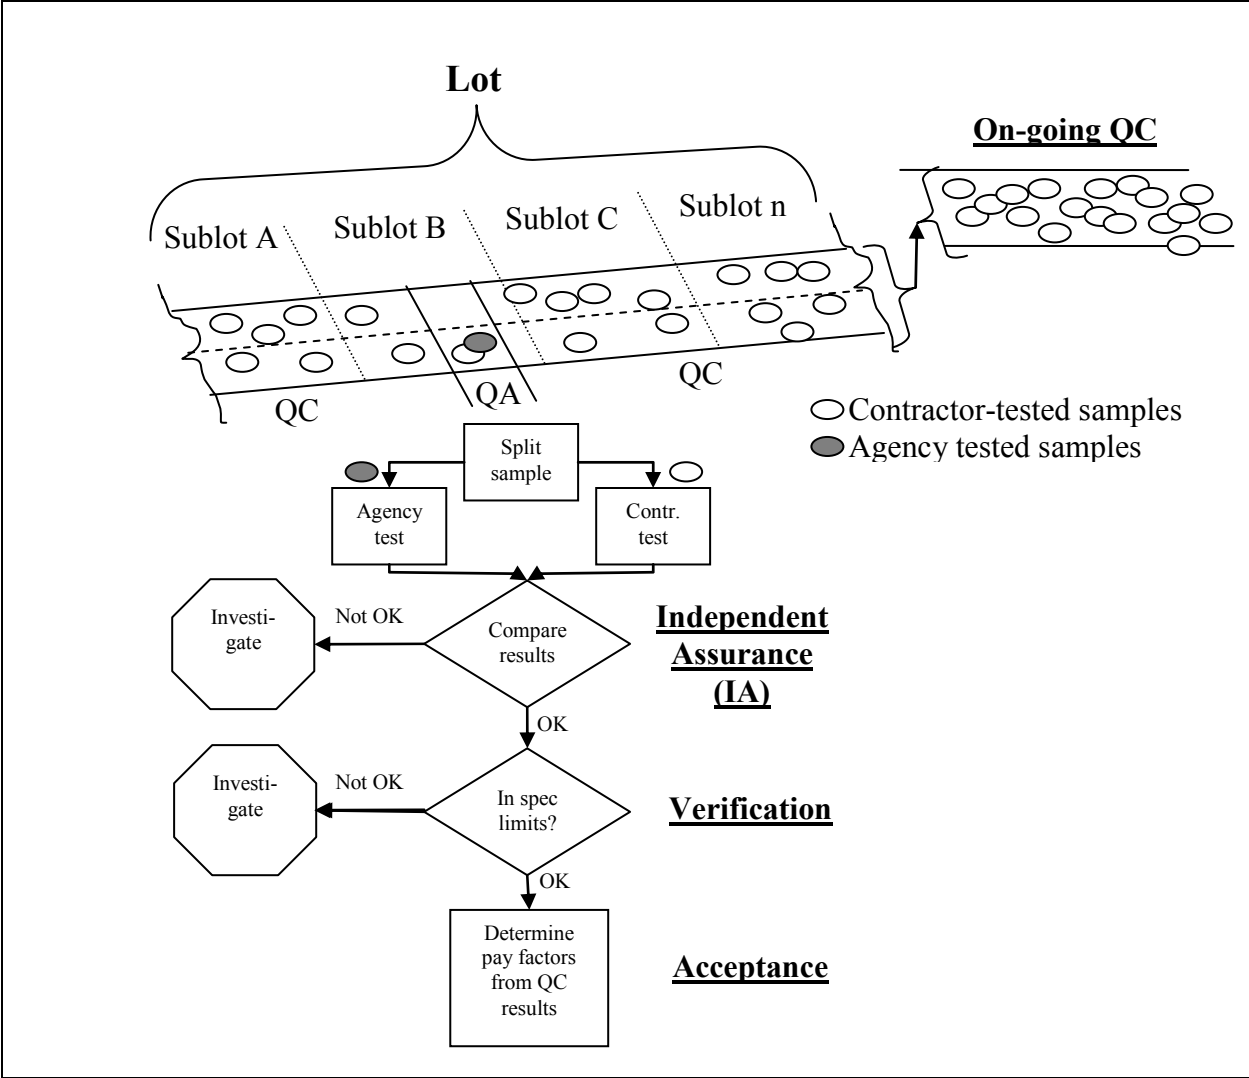 Lot
On-going QC
Sublot A
Sublot B
Sublot C
Sublot n
QC
QA
QC
Contractor-tested samples
Agency tested samples
Split
sample
Agency
test
Contr.
test
Investi-
gate
Not OK
Compare
results
Independent
Assurance
(IA)
OK
Investi-
gate
Not OK
In spec
limits?
Verification
OK
Determine
pay factors
from QC
results
Acceptance